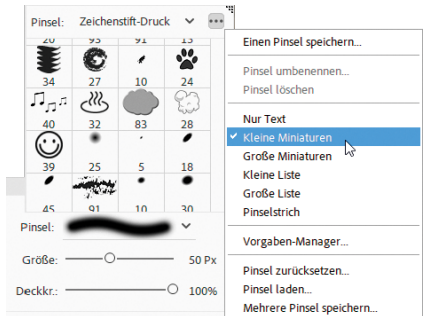 Pinsel: Zeichenstift-Druck
20 93 91 15
34 27 10 24
40 32 83 28
39 25 5 18
45 91 10 30
Pinsel:
Größe: 50 Px
Deckkr.: 100%
Einen Pinsel speichern...
Pinsel umbenennen...
Pinsel löschen
Nur Text
Kleine Miniaturen
Große Miniaturen
Kleine Liste
Große Liste
Pinselstrich
Vorgaben-Manager...
Pinsel zurücksetzen...
Pinsel laden...
Mehrere Pinsel speichern...